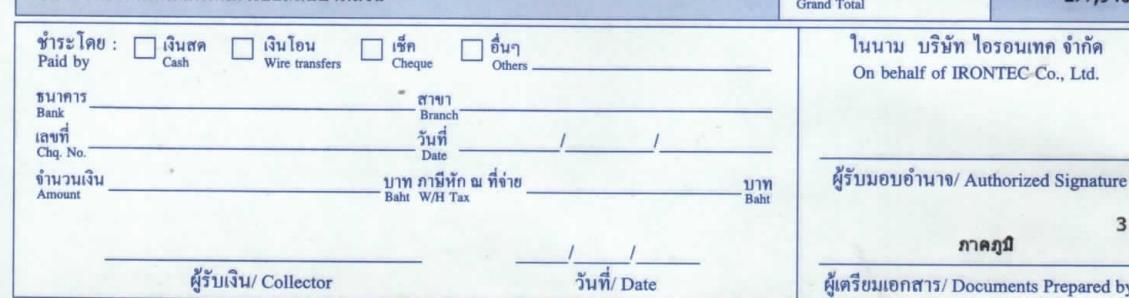 Grand Total
ชำระโดย : เงินสด เงินโอน เช็ค อื่นๆ
Paid by Cash Wire transfers Cheque Others
ธนาคาร สาขา
Bank Branch
เลขที่ วันที่ / /
Chq. No. Date
จำนวนเงิน บาท ภาษีหัก ณ ที่จ่าย บาท
Amount Baht W/H Tax Baht
/ /
ผู้รับเงิน/ Collector วันที่/ Date
ในนาม บริษัท ไอรอนเทค จำกัด
On behalf of IRONTEC Co., Ltd.
ผู้รับมอบอำนาจ/ Authorized Signature
3
ภาคภูมิ
ผู้เตรียมเอกสาร/ Documents Prepared by